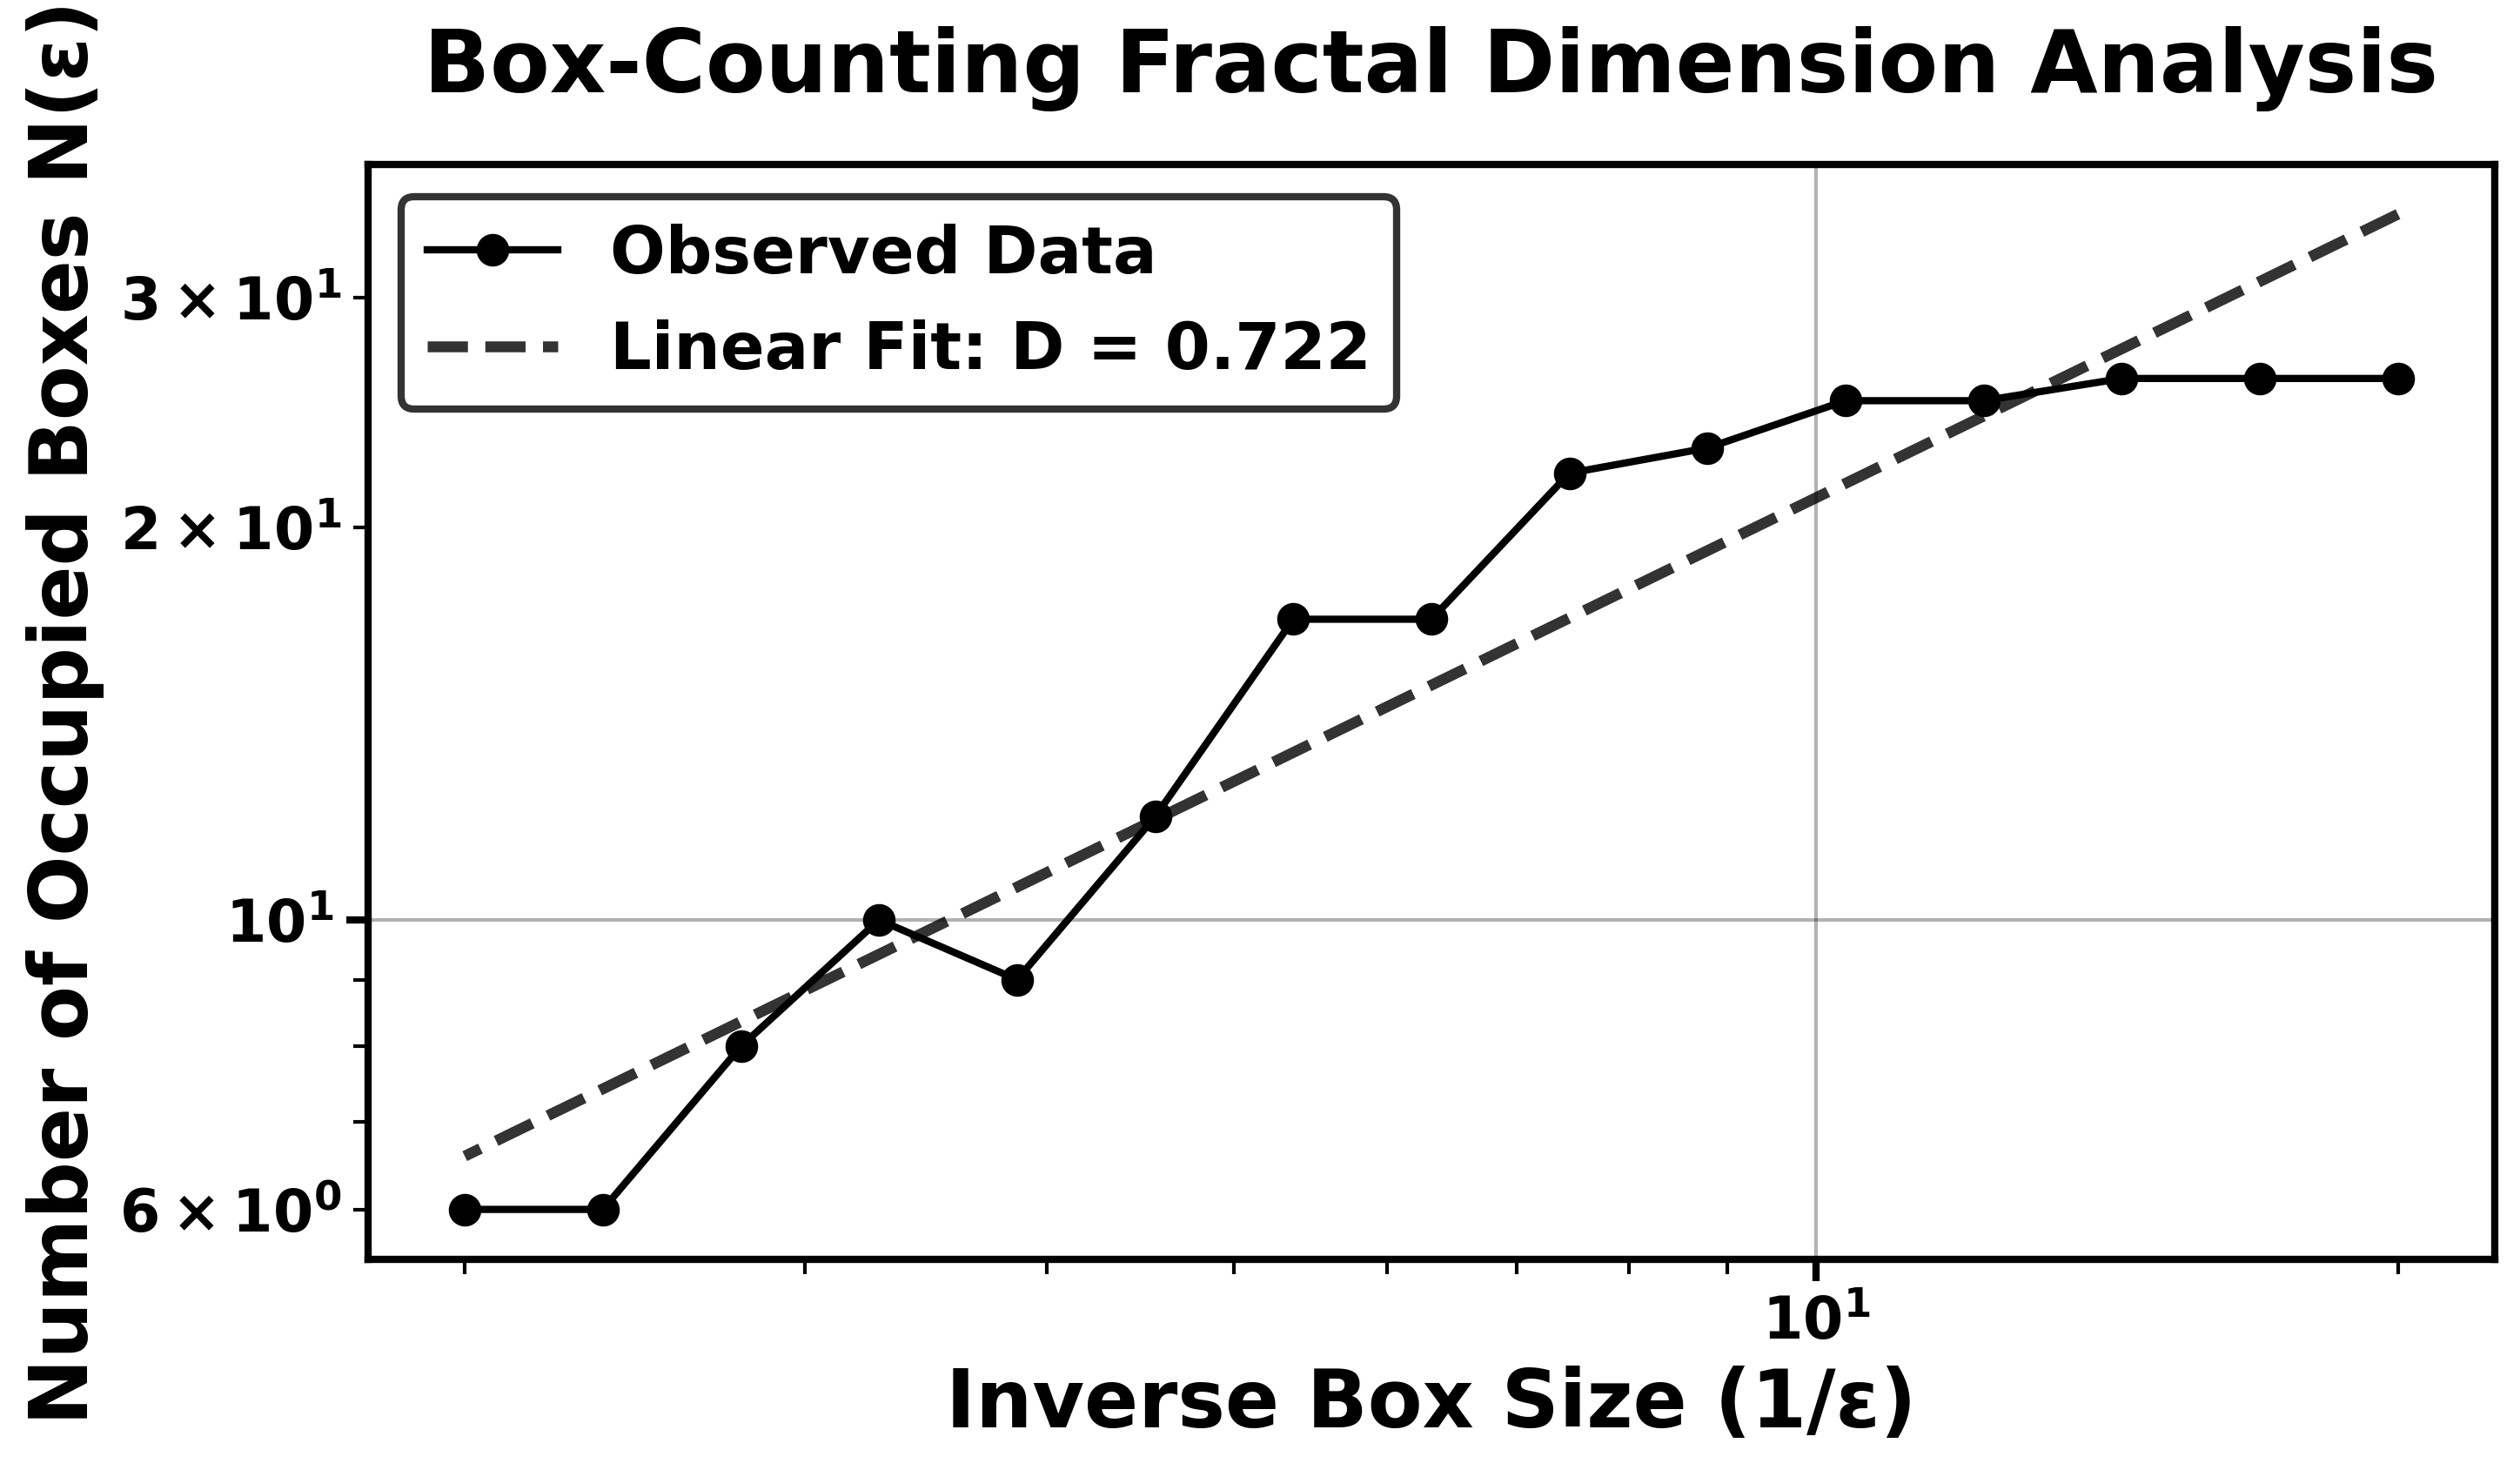 Box-Counting Fractal Dimension Analysis
Number of Occupied Boxes N(ε)
Observed Data
Linear Fit: D = 0.722
3 × 10¹
2 × 10¹
10¹
6 × 10⁰
10¹
Inverse Box Size (1/ε)